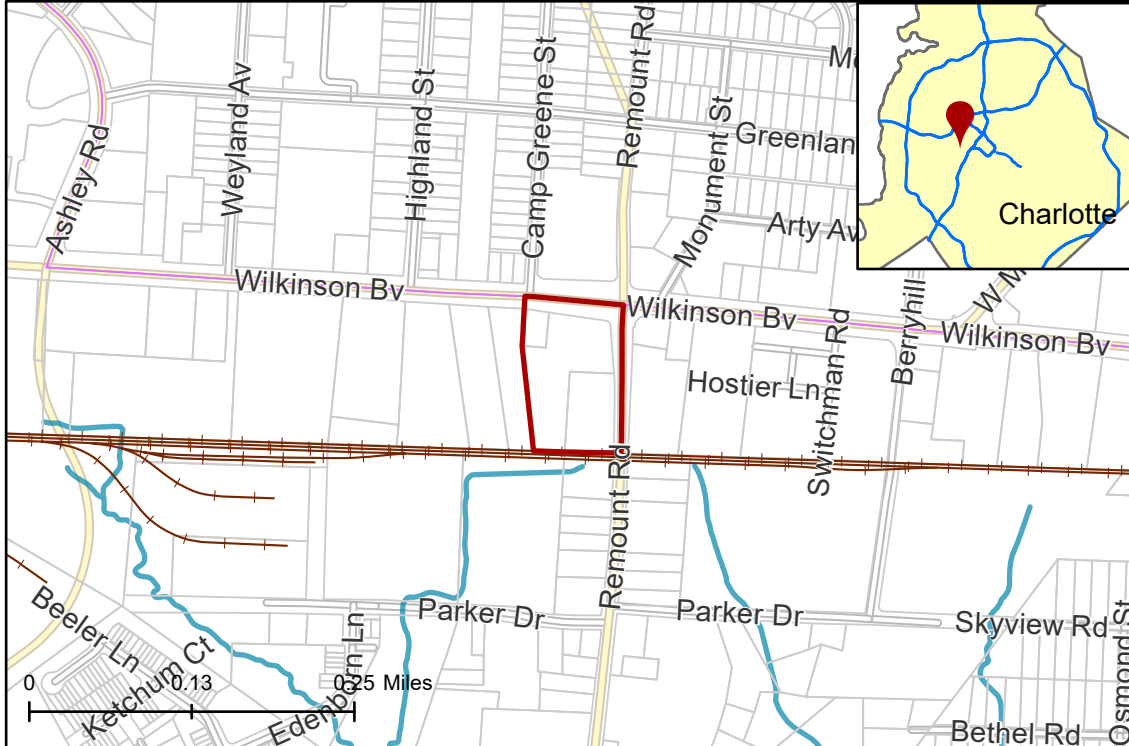 Remount Rd
Weyland Av
Highland St
Camp Greene St
Monument St
Greenlan
Ashley Rd
Arty Av
Charlotte
Wilkinson Bv
Wilkinson Bv
Wilkinson Bv
W M
Berryhill
Switchman Rd
Hostier Ln
Remount Rd
Parker Dr
Parker Dr
Skyview Rd
Osmond St
Beeler Ln
Ketchum Ct
Edenborn Ln
Bethel Rd
0 0.13 0.25 Miles